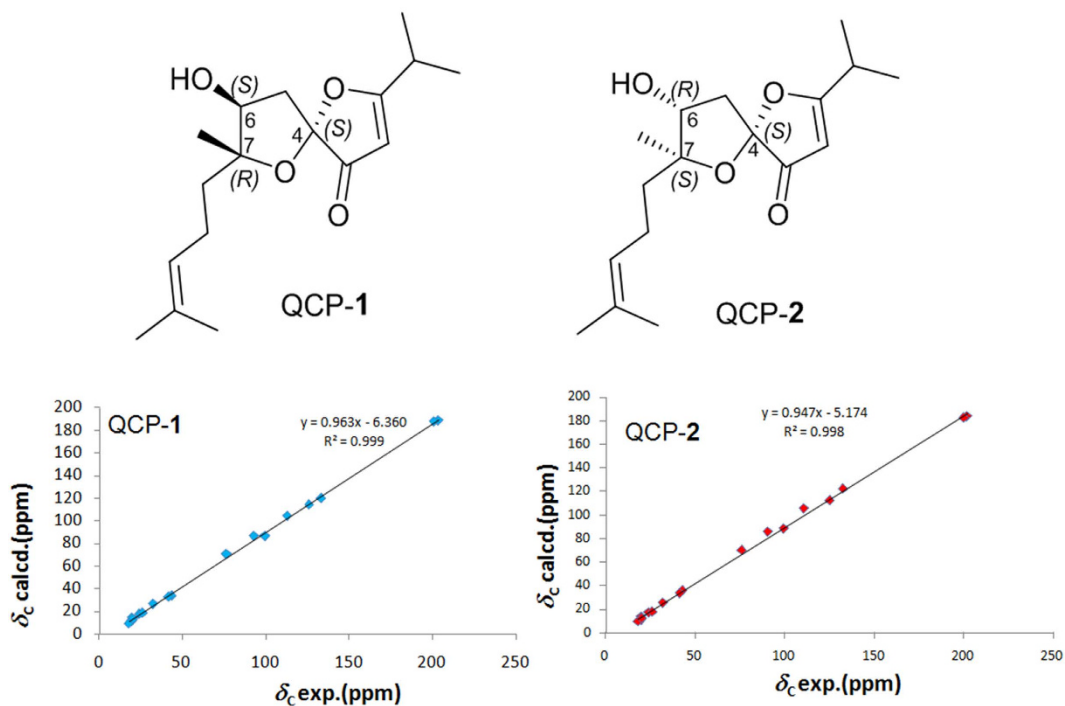 HO
(S)
6
4
(S)
O
7
(R)
O
O
QCP-1
HO
(R)
6
4
(S)
O
7
(S)
O
O
QCP-2
QCP-1
y = 0.963x - 6.360
R² = 0.999
200
180
160
140
120
100
80
60
40
20
0
0 50 100 150 200 250
δc calcd.(ppm)
δc exp.(ppm)
QCP-2
y = 0.947x - 5.174
R² = 0.998
200
180
160
140
120
100
80
60
40
20
0
0 50 100 150 200 250
δc calcd.(ppm)
δc exp.(ppm)